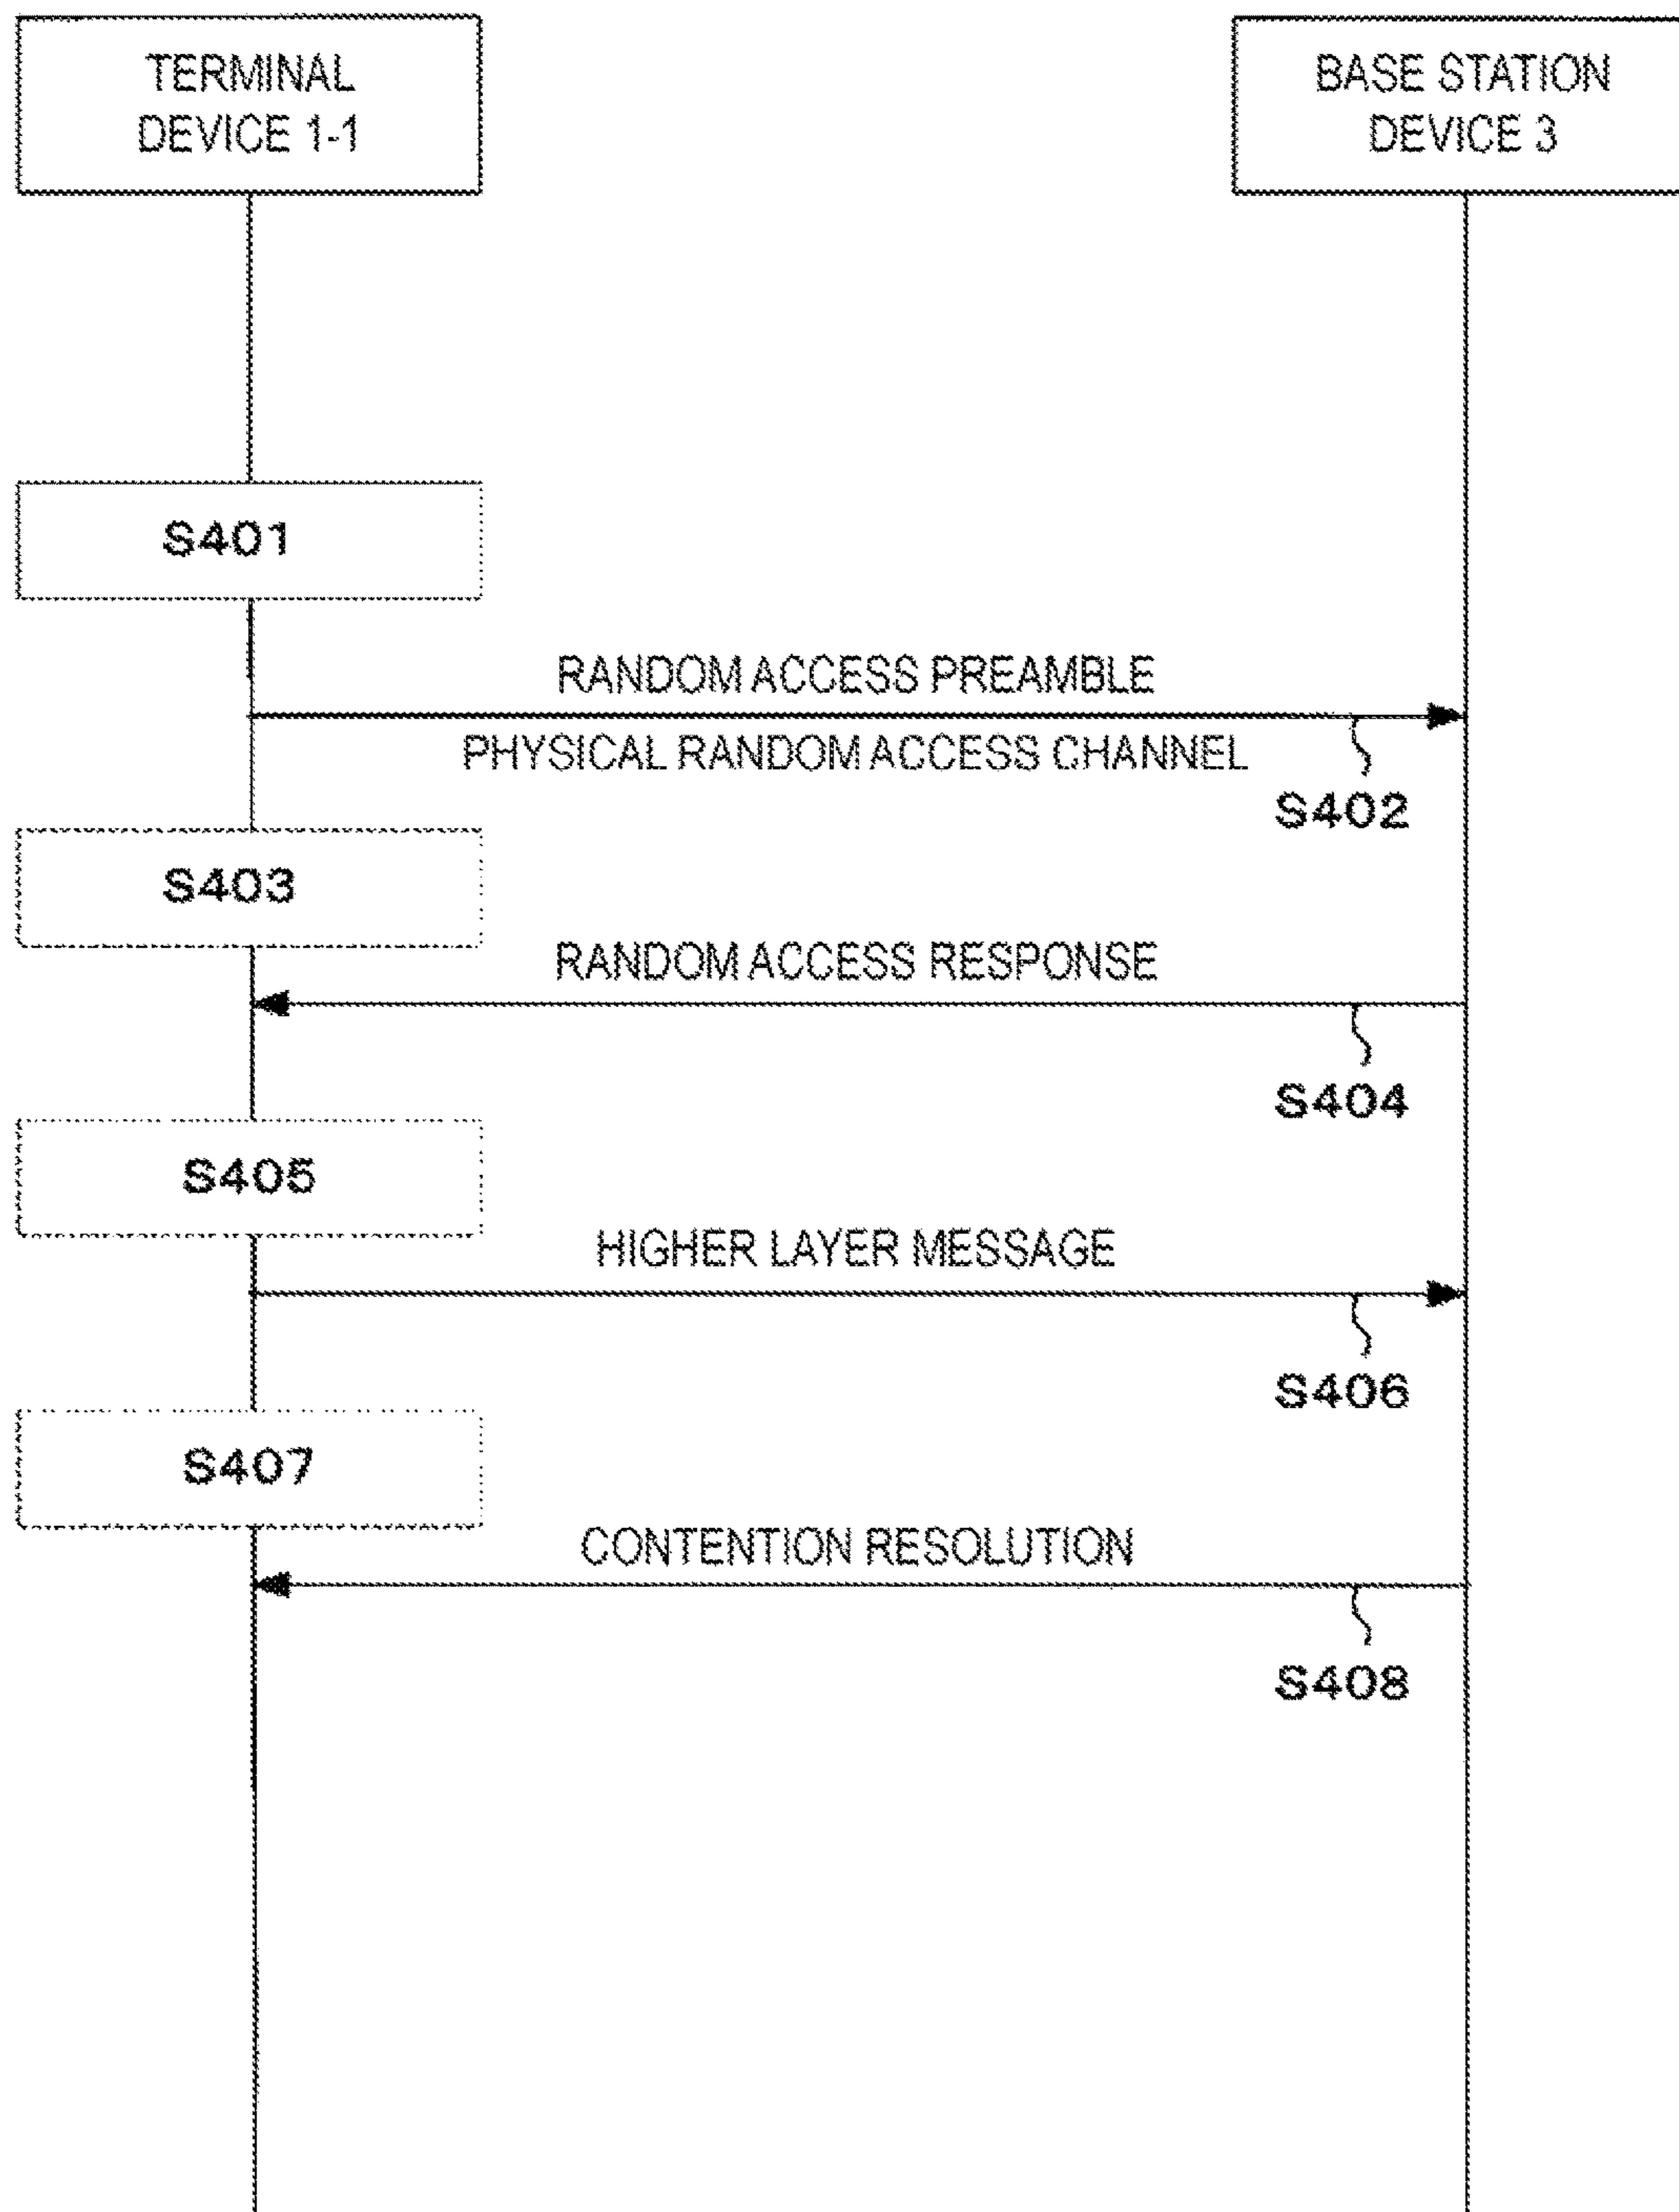 TERMINAL
DEVICE 1-1
BASE STATION
DEVICE 3
S401
RANDOM ACCESS PREAMBLE
PHYSICAL RANDOM ACCESS CHANNEL
S402
S403
RANDOM ACCESS RESPONSE
S404
S405
HIGHER LAYER MESSAGE
S406
S407
CONTENTION RESOLUTION
S408